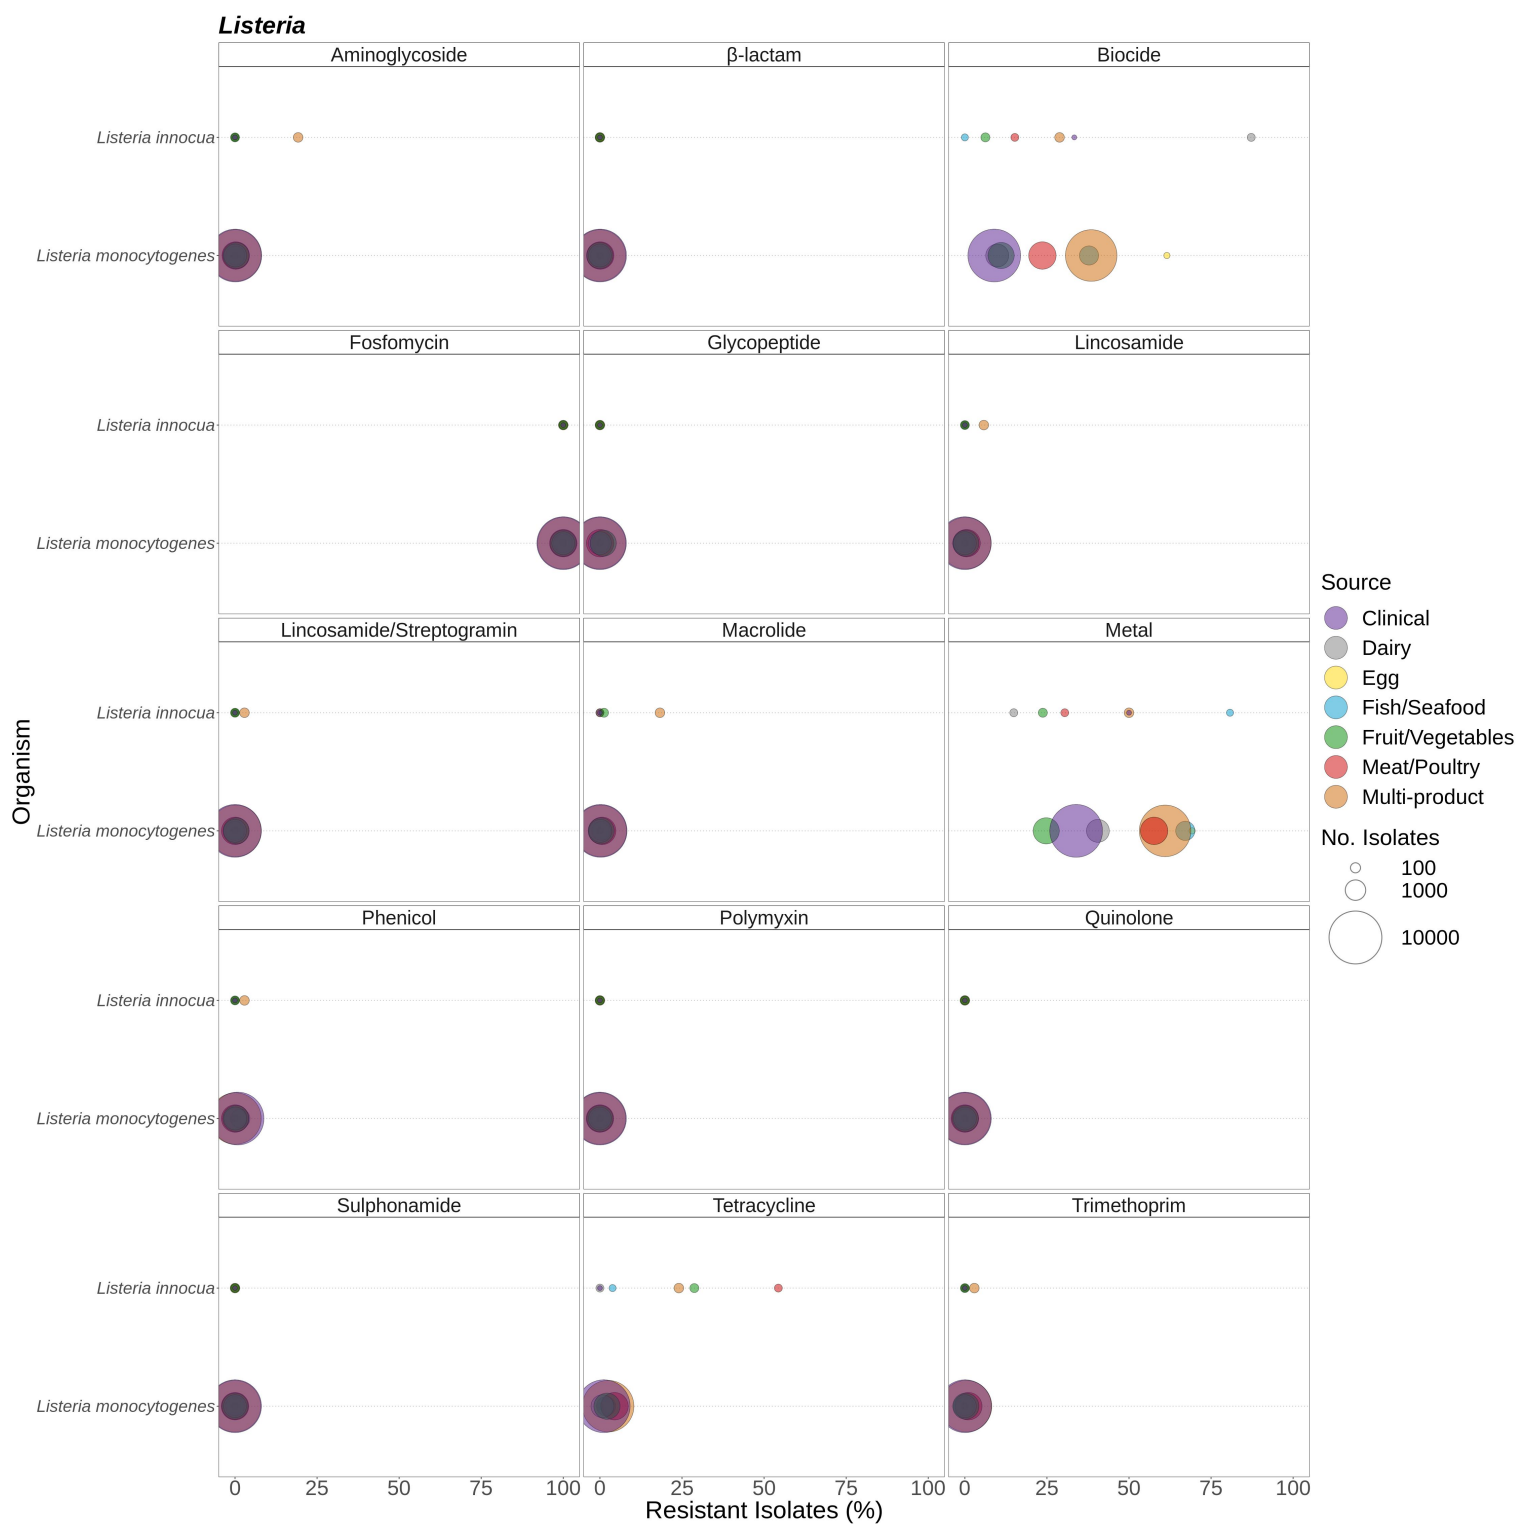 Listeria
Aminoglycoside
β-lactam
Biocide
Listeria innocua
Listeria monocytogenes
Fosfomycin
Glycopeptide
Lincosamide
Listeria innocua
Listeria monocytogenes
Lincosamide/Streptogramin
Macrolide
Metal
Listeria innocua
Listeria monocytogenes
Phenicol
Polymyxin
Quinolone
Listeria innocua
Listeria monocytogenes
Sulphonamide
Tetracycline
Trimethoprim
Listeria innocua
Listeria monocytogenes
0 25 50 75 100
0 25 50 75 100
0 25 50 75 100
Resistant Isolates (%)
Organism
Source
Clinical
Dairy
Egg
Fish/Seafood
Fruit/Vegetables
Meat/Poultry
Multi-product
No. Isolates
100
1000
10000